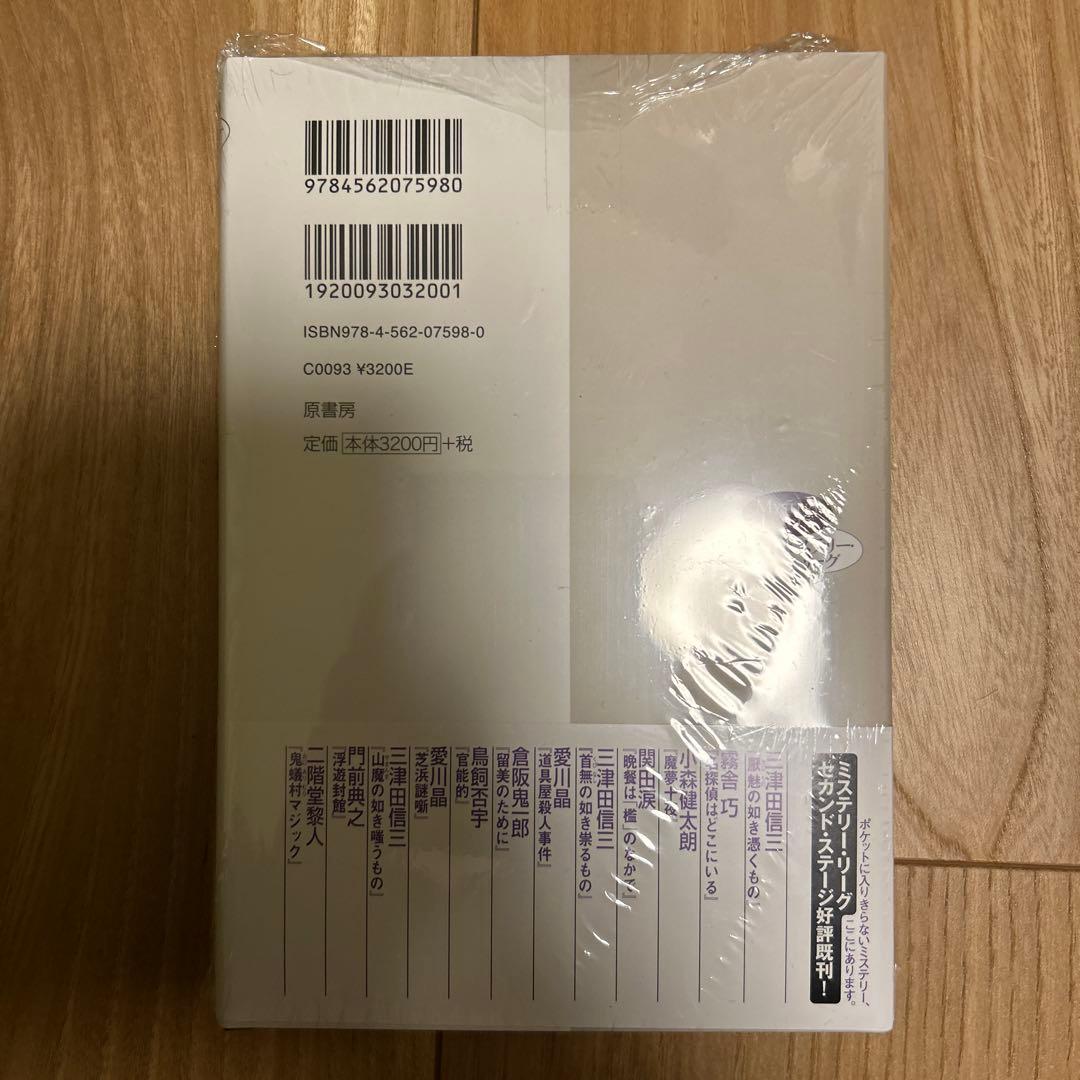 9784562075980
1920093032001
ISBN978-4-562-07598-0
C0093 ¥3200E
原書房
定価 本体3200円+税
リー・
グ
ポケットに入りきらないミステリー、ここにあります。
ミステリー・リーグ
セカンド・ステージ好評既刊!
三津田信三
『厭魅の如き憑くもの』
霧舎 巧
『名探偵はどこにいる』
小森健太朗
『魔夢十夜』
関田涙
『晩餐は「檻」のなかで』
三津田信三
『首無の如き祟るもの』
愛川晶
『道具屋殺人事件』
倉阪鬼一郎
『留美のために』
鳥飼否宇
『官能的』
愛川晶
『芝浜謎噺』
三津田信三
『山魔の如き嗤うもの』
門前典之
『浮遊封館』
二階堂黎人
『鬼蟻村マジック』